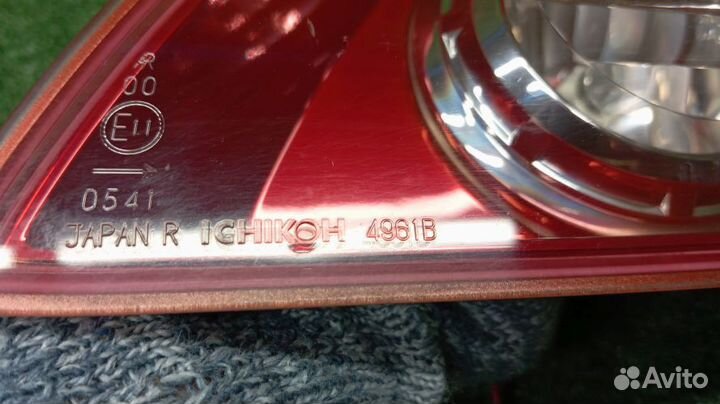 R
00
E11
0541
JAPAN R ICHIKOH 4961B
Avito